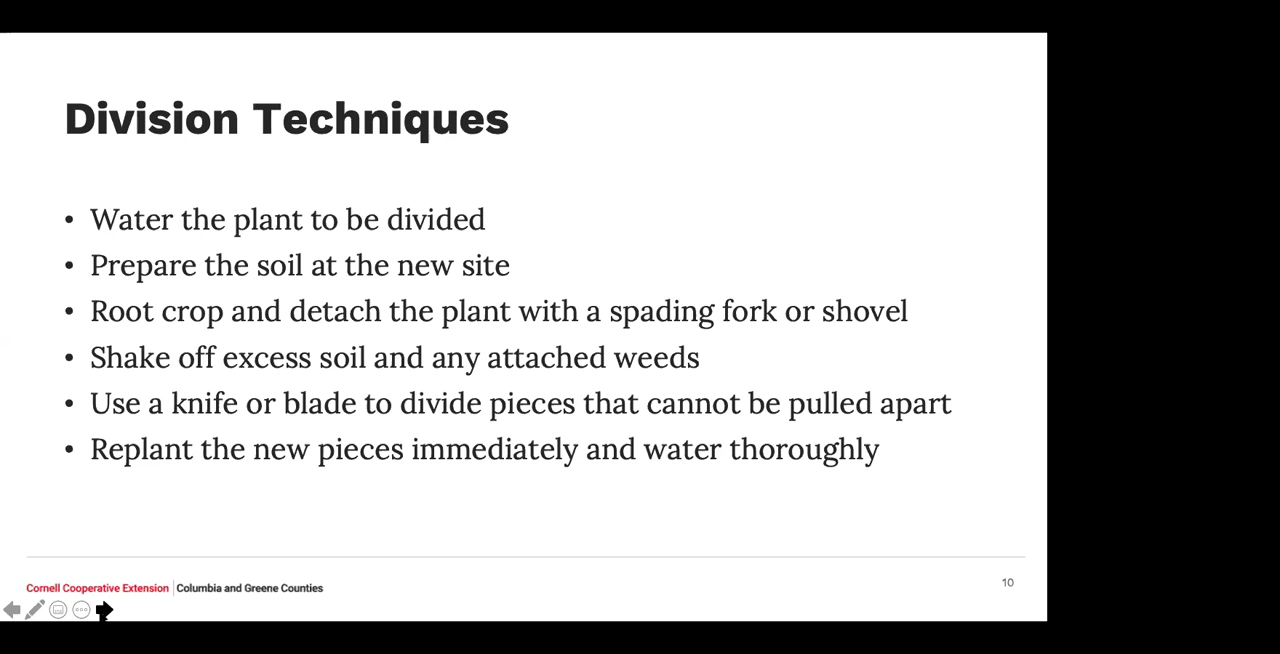 Division Techniques
• Water the plant to be divided
• Prepare the soil at the new site
• Root crop and detach the plant with a spading fork or shovel
• Shake off excess soil and any attached weeds
• Use a knife or blade to divide pieces that cannot be pulled apart
• Replant the new pieces immediately and water thoroughly
Cornell Cooperative Extension | Columbia and Greene Counties
10